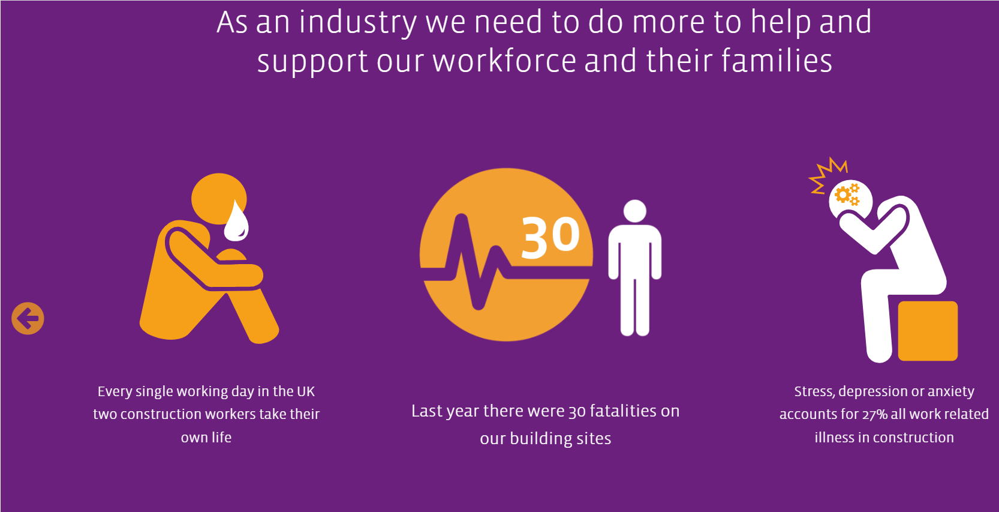 As an industry we need to do more to help and
support our workforce and their families
30
Every single working day in the UK
two construction workers take their
own life
Last year there were 30 fatalities on
our building sites
Stress, depression or anxiety
accounts for 27% all work related
illness in construction